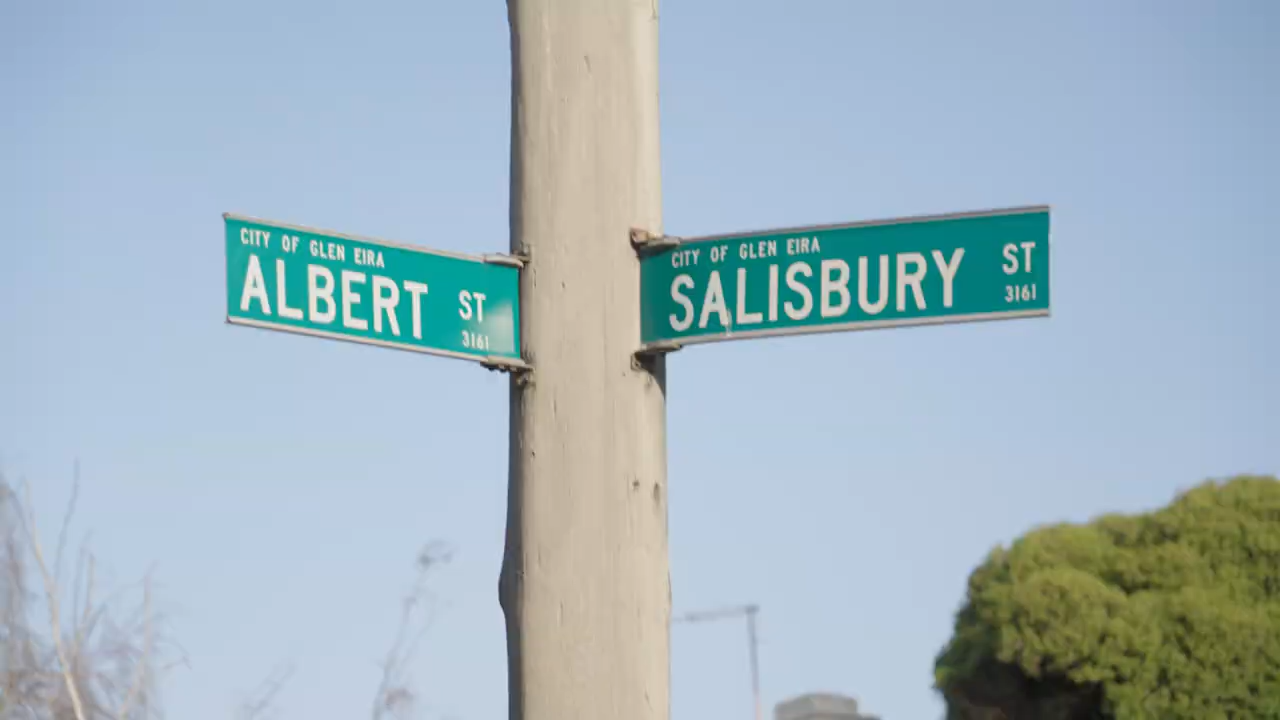 CITY OF GLEN EIRA
ALBERT ST
3161
CITY OF GLEN EIRA
SALISBURY ST
3161